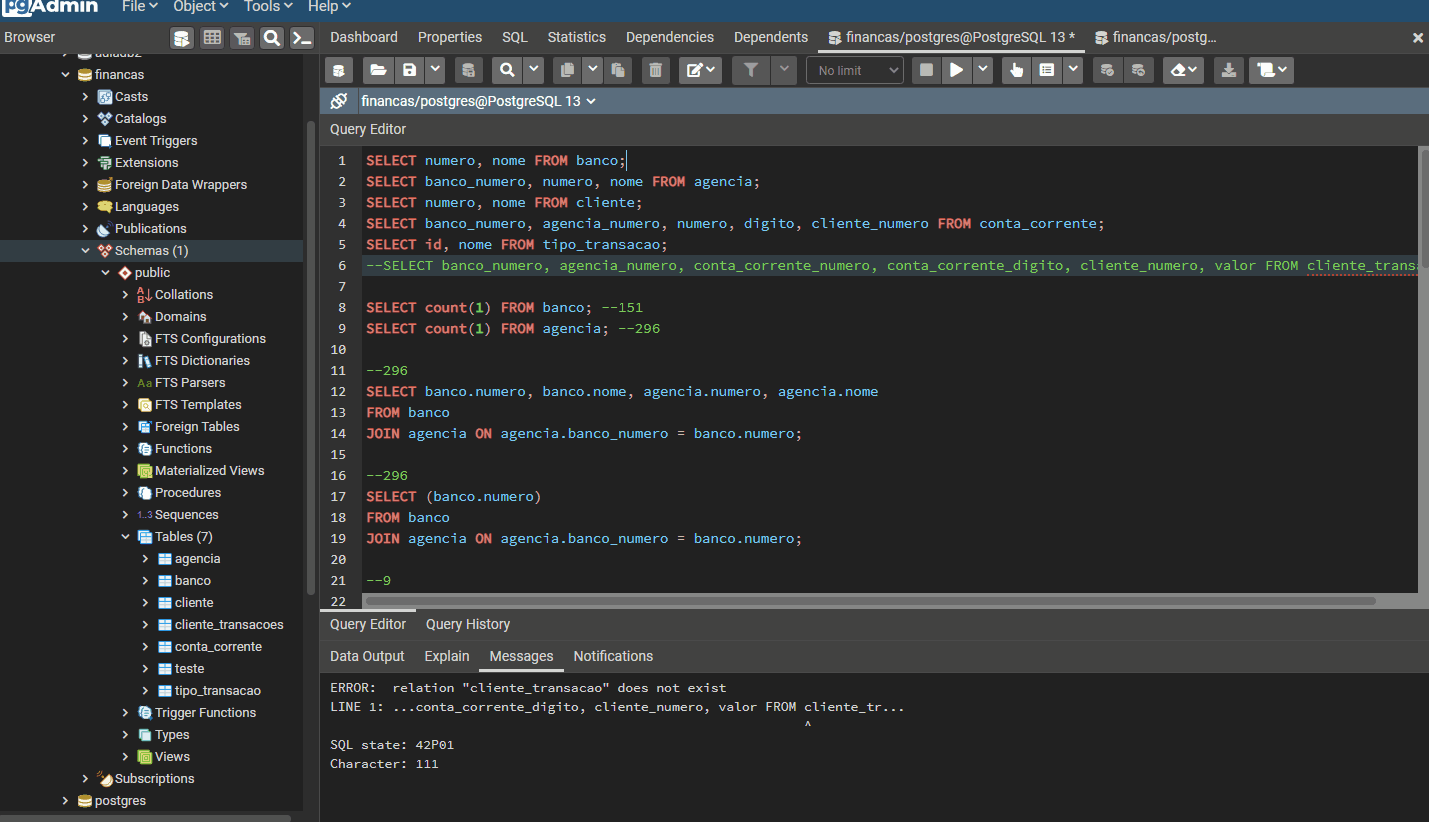 pgAdmin File Object Tools Help
Browser
Dashboard Properties SQL Statistics Dependencies Dependents financas/postgres@PostgreSQL 13 * financas/postg...
financas
Casts
Catalogs
Event Triggers
Extensions
Foreign Data Wrappers
Languages
Publications
Schemas (1)
public
Collations
Domains
FTS Configurations
FTS Dictionaries
Aa FTS Parsers
FTS Templates
Foreign Tables
Functions
Materialized Views
Procedures
1..3 Sequences
Tables (7)
agencia
banco
cliente
cliente_transacoes
conta_corrente
teste
tipo_transacao
Trigger Functions
Types
Views
Subscriptions
postgres
No limit
financas/postgres@PostgreSQL 13
Query Editor
1 SELECT numero, nome FROM banco;
2 SELECT banco_numero, numero, nome FROM agencia;
3 SELECT numero, nome FROM cliente;
4 SELECT banco_numero, agencia_numero, numero, digito, cliente_numero FROM conta_corrente;
5 SELECT id, nome FROM tipo_transacao;
6 --SELECT banco_numero, agencia_numero, conta_corrente_numero, conta_corrente_digito, cliente_numero, valor FROM cliente_trans
7
8 SELECT count(1) FROM banco; --151
9 SELECT count(1) FROM agencia; --296
10
11 --296
12 SELECT banco.numero, banco.nome, agencia.numero, agencia.nome
13 FROM banco
14 JOIN agencia ON agencia.banco_numero = banco.numero;
15
16 --296
17 SELECT (banco.numero)
18 FROM banco
19 JOIN agencia ON agencia.banco_numero = banco.numero;
20
21 --9
22
Query Editor Query History
Data Output Explain Messages Notifications
ERROR:  relation "cliente_transacao" does not exist
LINE 1: ...conta_corrente_digito, cliente_numero, valor FROM cliente_tr...
^
SQL state: 42P01
Character: 111